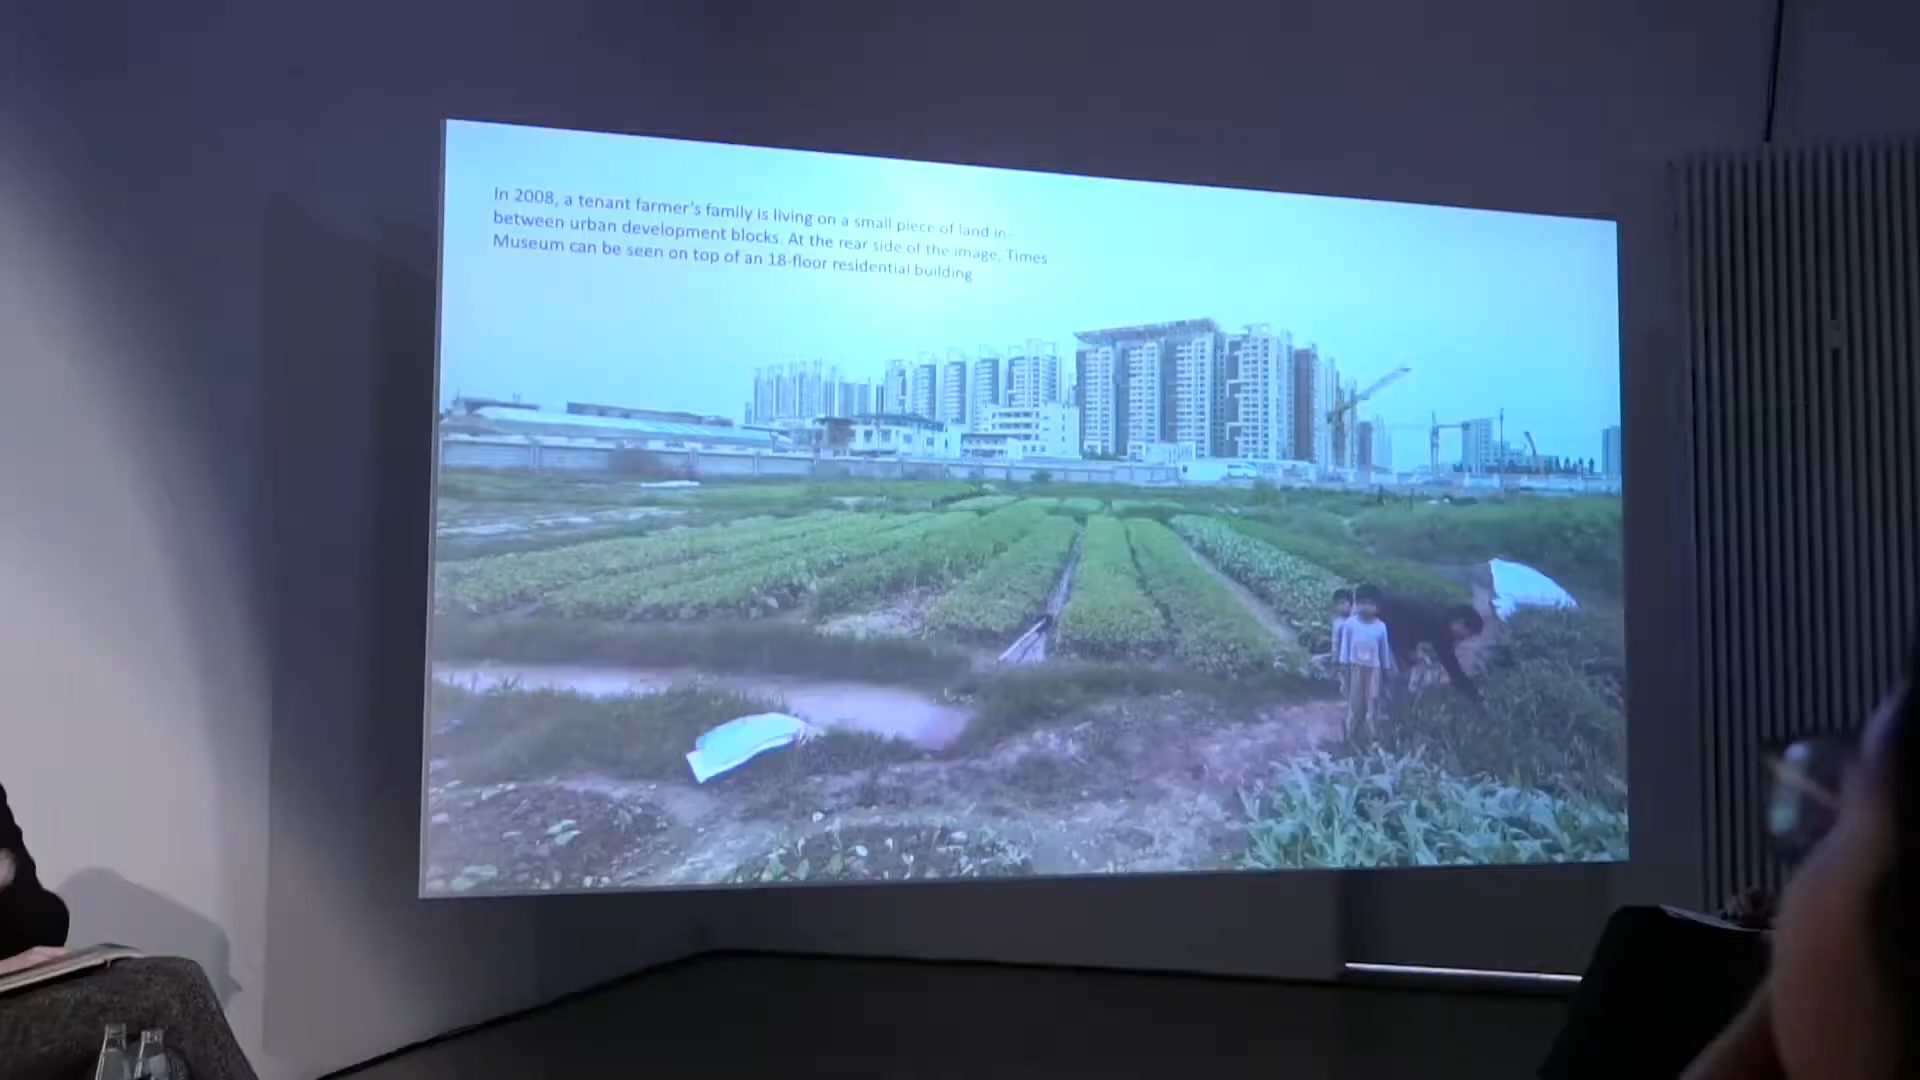 In 2008, a tenant farmer's family is living on a small piece of land in-
between urban development blocks. At the rear side of the image, Times
Museum can be seen on top of an 18-floor residential building